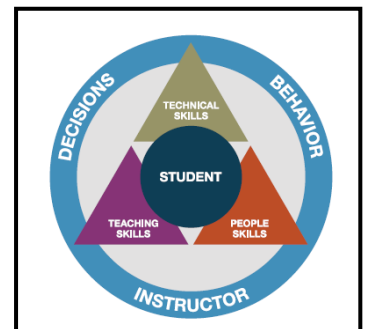 DECISIONS
BEHAVIOR
TECHNICAL
SKILLS
STUDENT
TEACHING
SKILLS
PEOPLE
SKILLS
INSTRUCTOR